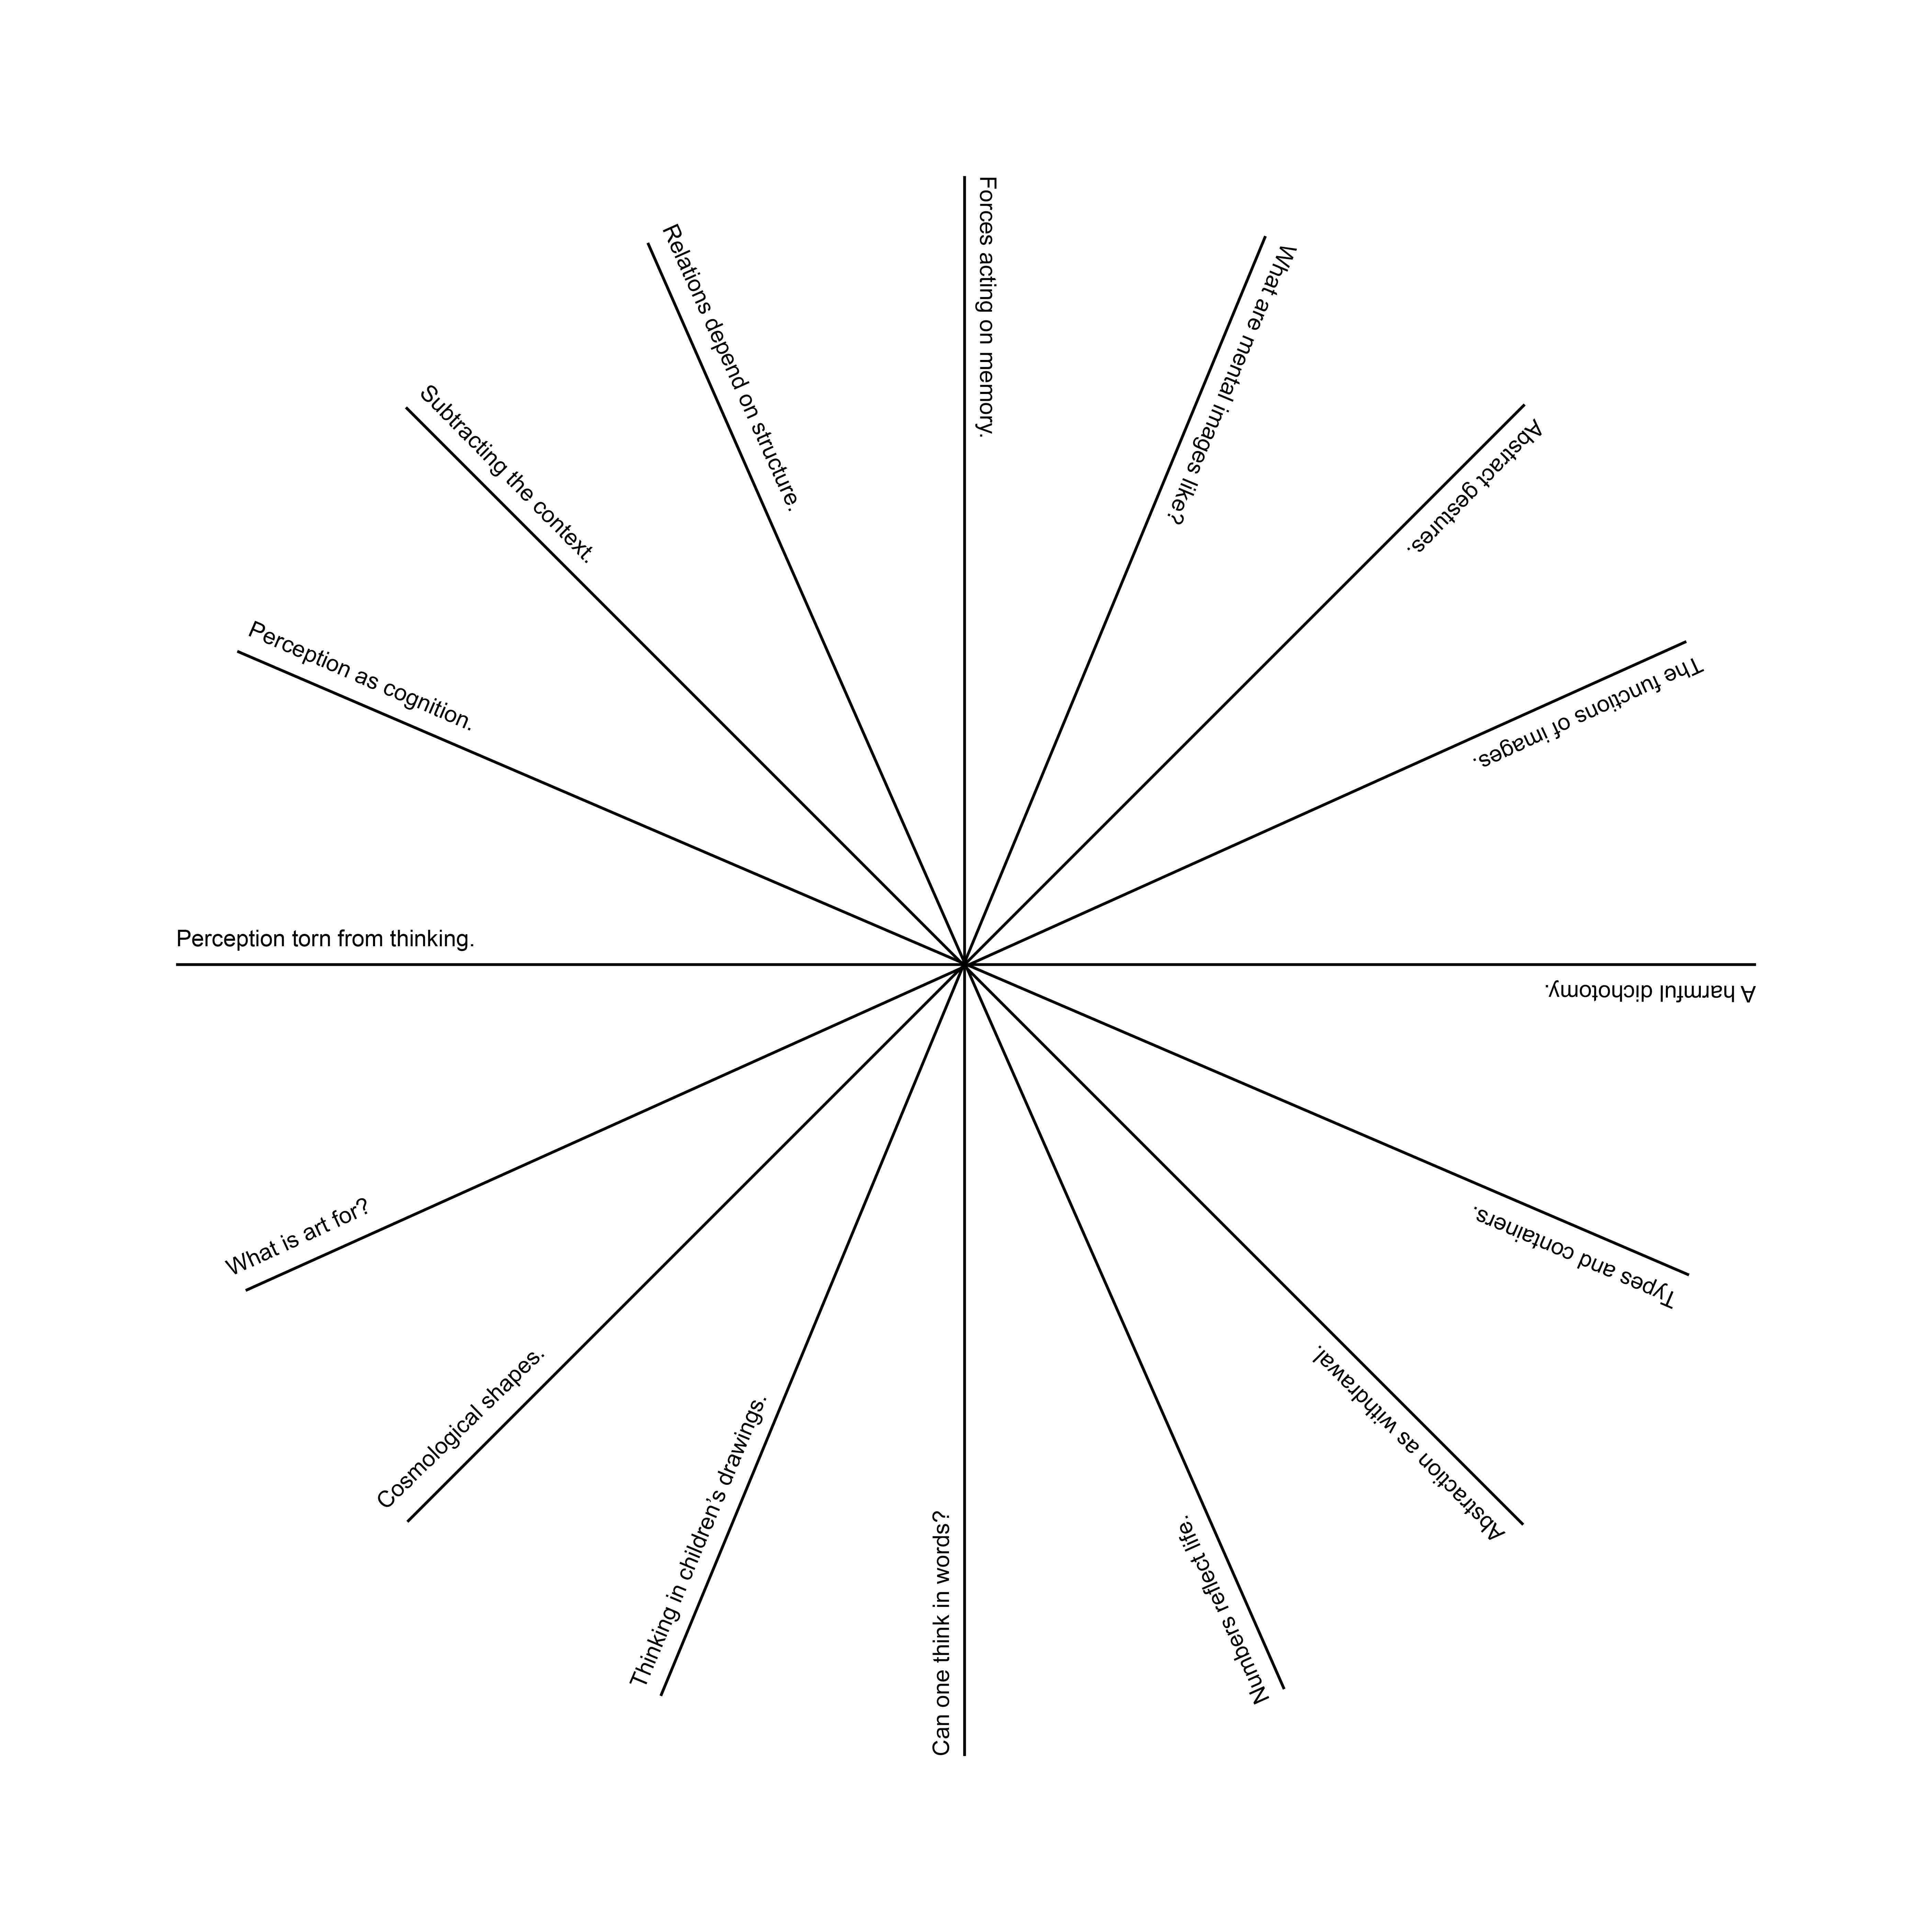 Perception torn from thinking.
Perception as cognition.
Subtracting the context.
Relations depend on structure.
Forces acting on memory.
What are mental images like?
Abstract gestures.
The functions of images.
A harmful dichotomy.
Types and containers.
Abstraction as withdrawal.
Numbers reflect life.
Can one think in words?
Thinking in children’s drawings.
Cosmological shapes.
What is art for?